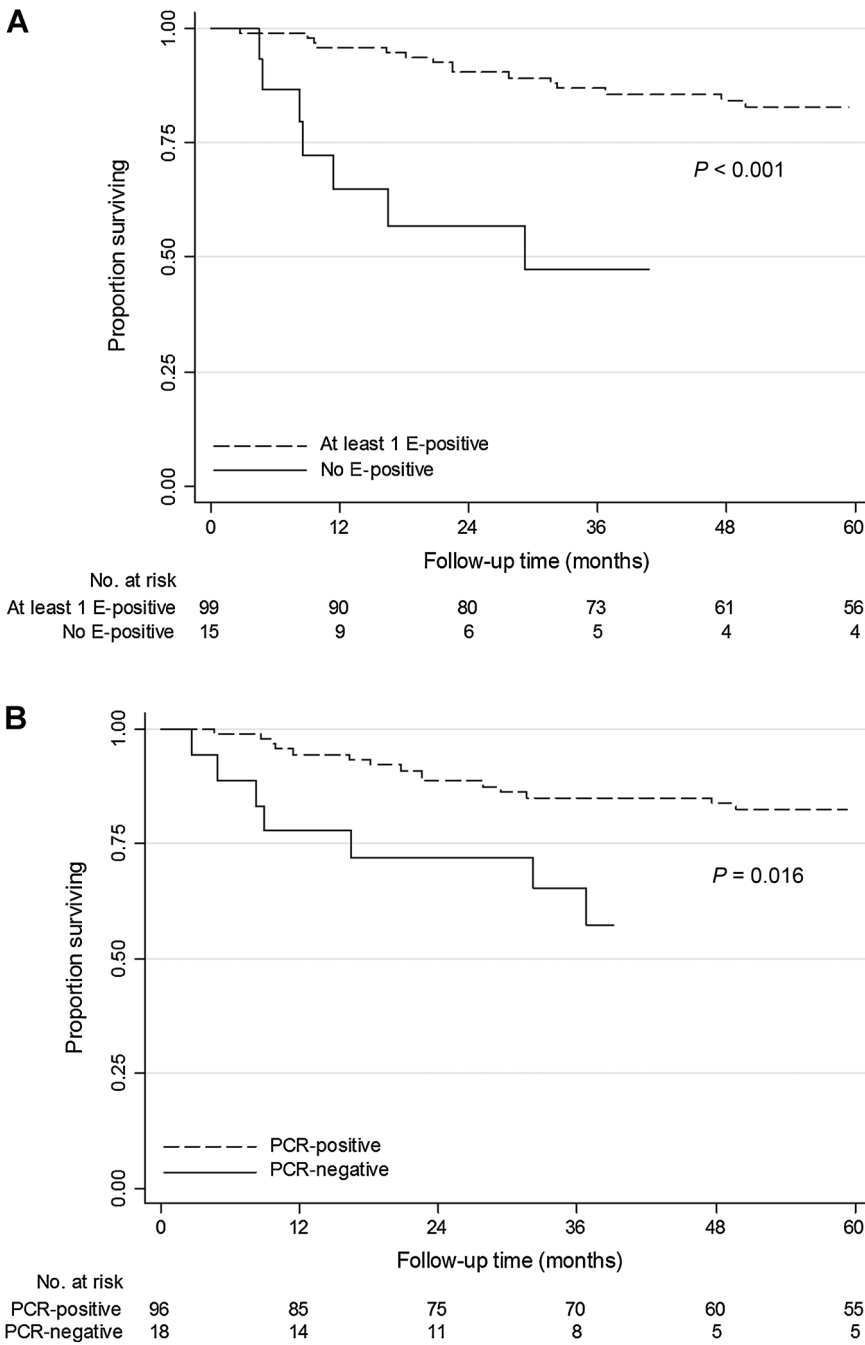 A
Proportion surviving
1.00
0.75
0.50
0.25
0.00
P < 0.001
At least 1 E-positive
No E-positive
0 12 24 36 48 60
Follow-up time (months)
No. at risk
At least 1 E-positive 99 90 80 73 61 56
No E-positive 15 9 6 5 4 4
B
Proportion surviving
1.00
0.75
0.50
0.25
0.00
P = 0.016
PCR-positive
PCR-negative
0 12 24 36 48 60
Follow-up time (months)
No. at risk
PCR-positive 96 85 75 70 60 55
PCR-negative 18 14 11 8 5 5